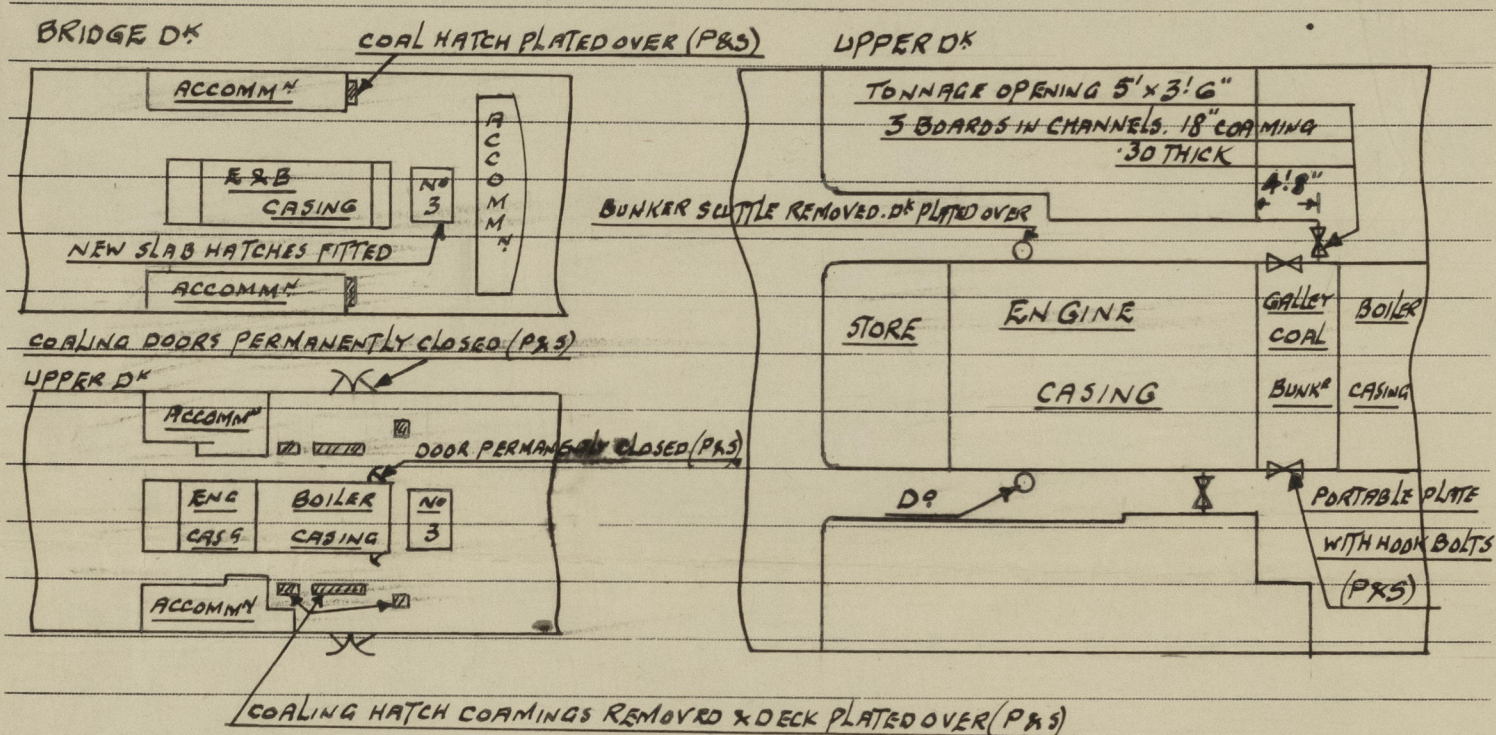 BRIDGE DK
COAL HATCH PLATED OVER (P&S)
ACCOMMN
E & B
CASING
No
3
ACCOMMN
NEW SLAB HATCHES FITTED
ACCOMMN
COALING DOORS PERMANENTLY CLOSED (P&S)
UPPER DK
ACCOMMN
DOOR PERMANENTLY CLOSED (P&S)
ENG
CASG
BOILER
CASING
No
3
ACCOMMN
COALING HATCH COAMINGS REMOVED & DECK PLATED OVER (P&S)
UPPER DK
TONNAGE OPENING 5' x 3'.6"
3 BOARDS IN CHANNELS. 18" COAMING
.30 THICK
4'.8"
BUNKER SCUTTLE REMOVED. DK PLATED OVER
STORE
ENGINE
CASING
GALLEY
COAL
BUNKR
BOILER
CASING
Do
PORTABLE PLATE
WITH HOOK BOLTS
(P&S)